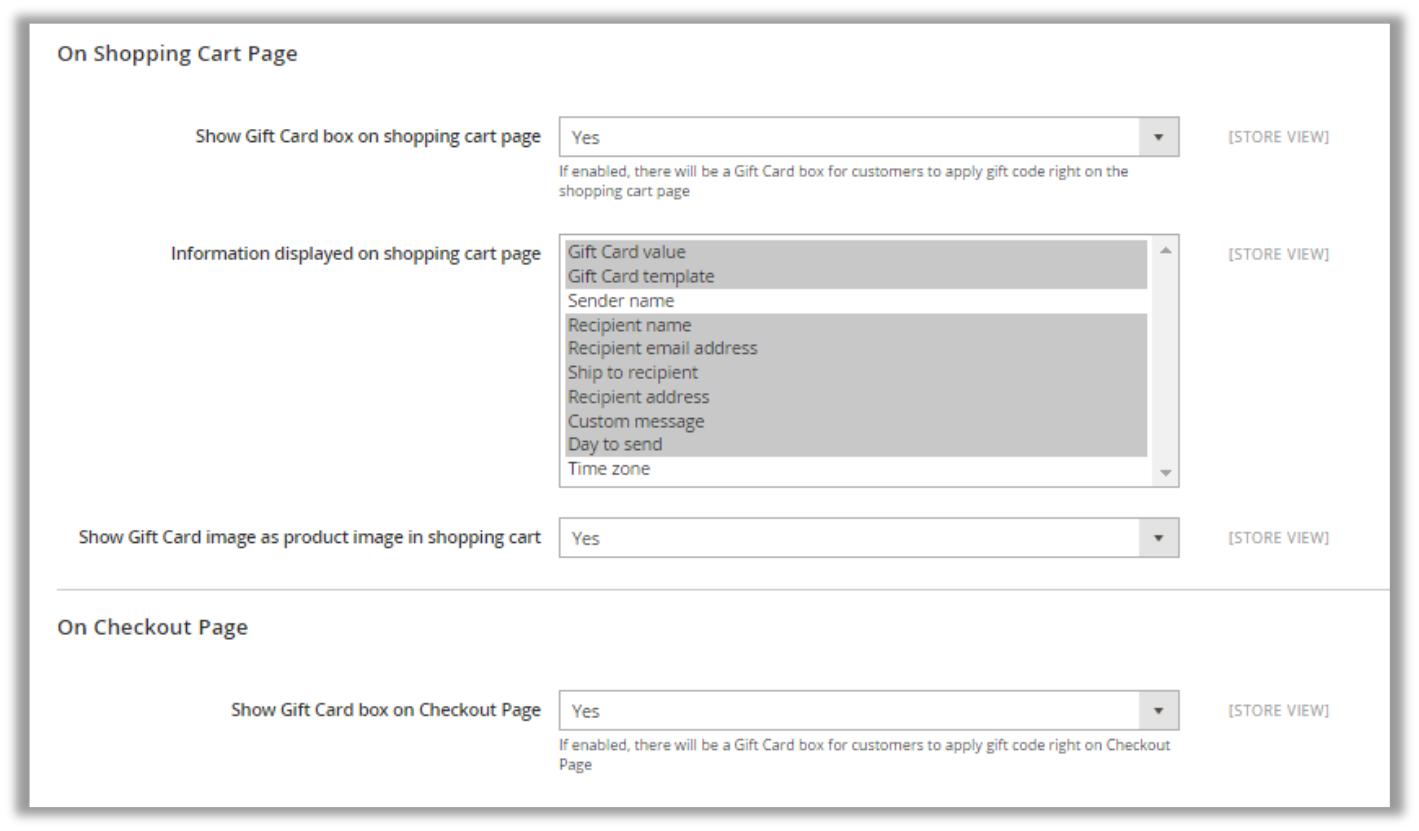 On Shopping Cart Page
Show Gift Card box on shopping cart page
Yes
[STORE VIEW]
If enabled, there will be a Gift Card box for customers to apply gift code right on the
shopping cart page
Information displayed on shopping cart page
Gift Card value
[STORE VIEW]
Gift Card template
Sender name
Recipient name
Recipient email address
Ship to recipient
Recipient address
Custom message
Day to send
Time zone
Show Gift Card image as product image in shopping cart
Yes
[STORE VIEW]
On Checkout Page
Show Gift Card box on Checkout Page
Yes
[STORE VIEW]
If enabled, there will be a Gift Card box for customers to apply gift code right on Checkout
Page